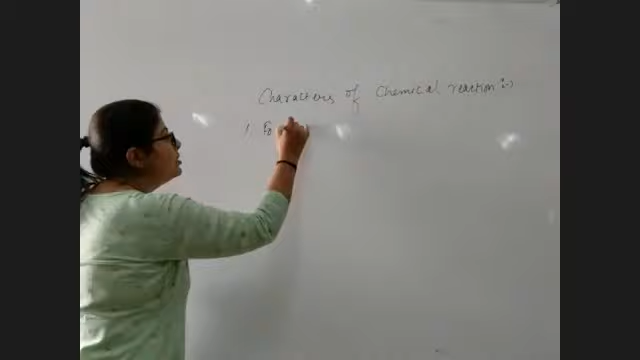 Characters of Chemical reaction :-)
1. Fo